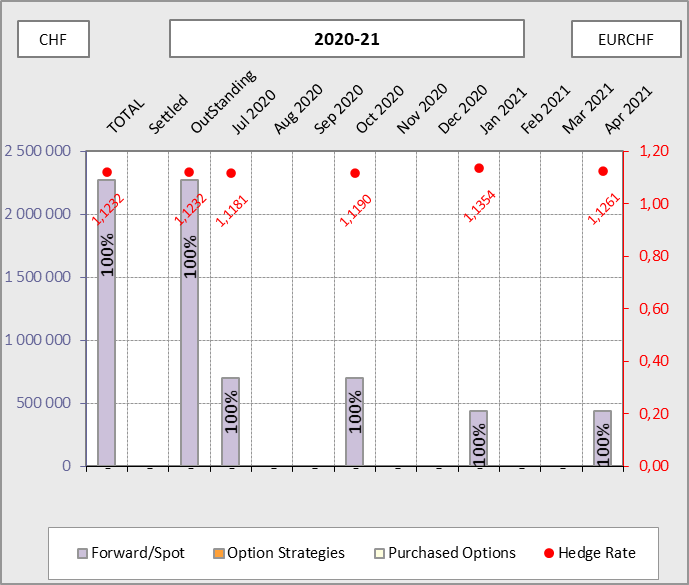 CHF
2020-21
EURCHF
TOTAL
Settled
OutStanding
Jul 2020
Aug 2020
Sep 2020
Oct 2020
Nov 2020
Dec 2020
Jan 2021
Feb 2021
Mar 2021
Apr 2021
2 500 000
2 000 000
1 500 000
1 000 000
500 000
0
1,20
1,00
0,80
0,60
0,40
0,20
0,00
1,1232
1,1232
1,1181
1,1190
1,1354
1,1261
100%
100%
100%
100%
100%
100%
- - - - - - - - - - - - -
Forward/Spot
Option Strategies
Purchased Options
Hedge Rate